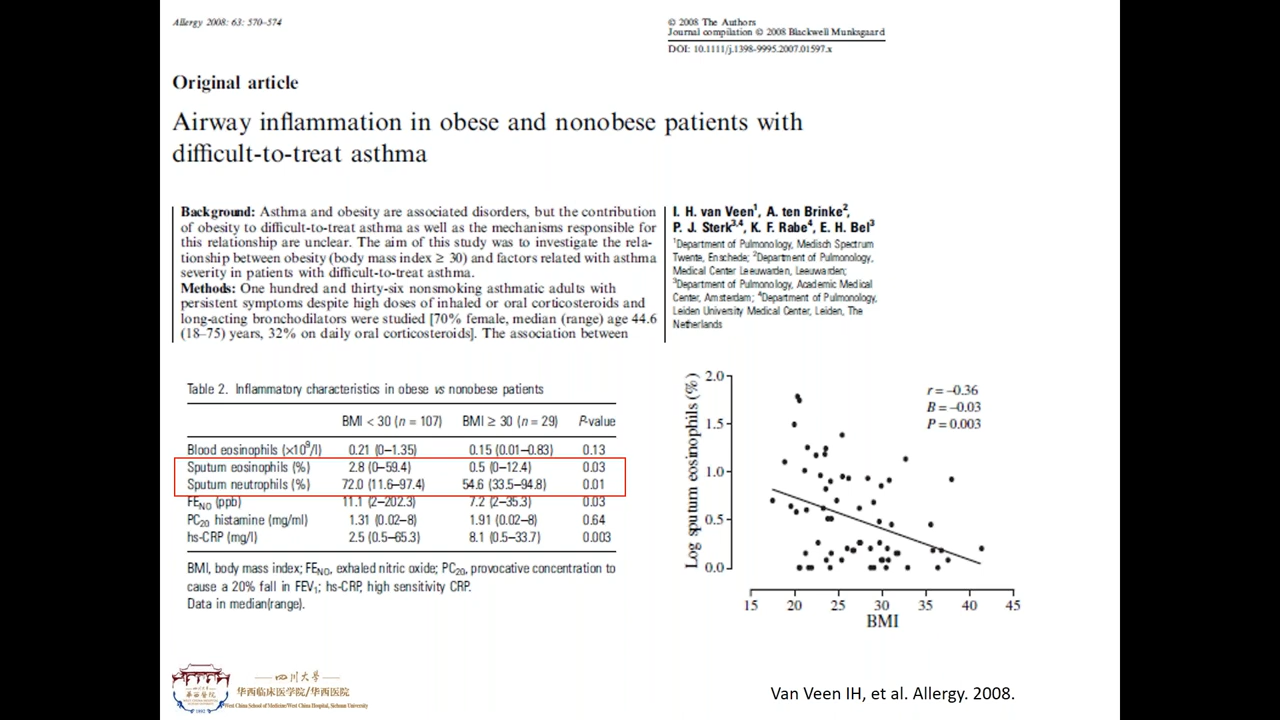 Allergy 2008: 63: 570–574
© 2008 The Authors
Journal compilation © 2008 Blackwell Munksgaard
DOI: 10.1111/j.1398-9995.2007.01597.x
Original article
Airway inflammation in obese and nonobese patients with
difficult-to-treat asthma
Background: Asthma and obesity are associated disorders, but the contribution
of obesity to difficult-to-treat asthma as well as the mechanisms responsible for
this relationship are unclear. The aim of this study was to investigate the rela-
tionship between obesity (body mass index ≥ 30) and factors related with asthma
severity in patients with difficult-to-treat asthma.
Methods: One hundred and thirty-six nonsmoking asthmatic adults with
persistent symptoms despite high doses of inhaled or oral corticosteroids and
long-acting bronchodilators were studied [70% female, median (range) age 44.6
(18–75) years, 32% on daily oral corticosteroids]. The association between
I. H. van Veen1, A. ten Brinke2,
P. J. Sterk3,4, K. F. Rabe4, E. H. Bel3
1Department of Pulmonology, Medisch Spectrum
Twente, Enschede; 2Department of Pulmonology,
Medical Center Leeuwarden, Leeuwarden;
3Department of Pulmonology, Academic Medical
Center, Amsterdam; 4Department of Pulmonology,
Leiden University Medical Center, Leiden, The
Netherlands
Table 2. Inflammatory characteristics in obese vs nonobese patients
BMI < 30 (n = 107) BMI ≥ 30 (n = 29) P-value
Blood eosinophils (×10⁹/l) 0.21 (0–1.35) 0.15 (0.01–0.83) 0.13
Sputum eosinophils (%) 2.8 (0–59.4) 0.5 (0–12.4) 0.03
Sputum neutrophils (%) 72.0 (11.6–97.4) 54.6 (33.5–94.8) 0.01
FENO (ppb) 11.1 (2–202.3) 7.2 (2–35.3) 0.03
PC20 histamine (mg/ml) 1.31 (0.02–8) 1.91 (0.02–8) 0.64
hs-CRP (mg/l) 2.5 (0.5–65.3) 8.1 (0.5–33.7) 0.003
BMI, body mass index; FENO, exhaled nitric oxide; PC20, provocative concentration to
cause a 20% fall in FEV1; hs-CRP, high sensitivity CRP.
Data in median(range).
Log sputum eosinophils (%)
2.0
1.5
1.0
0.5
0.0
r = –0.36
B = –0.03
P = 0.003
15 20 25 30 35 40 45
BMI
四川大学
华西临床医学院/华西医院
West China School of Medicine/West China Hospital, Sichuan University
Van Veen IH, et al. Allergy. 2008.